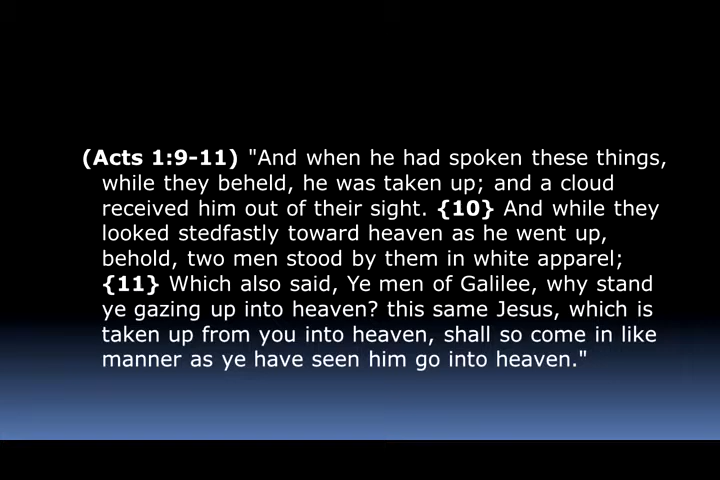 (Acts 1:9-11) "And when he had spoken these things,
while they beheld, he was taken up; and a cloud
received him out of their sight. {10} And while they
looked stedfastly toward heaven as he went up,
behold, two men stood by them in white apparel;
{11} Which also said, Ye men of Galilee, why stand
ye gazing up into heaven? this same Jesus, which is
taken up from you into heaven, shall so come in like
manner as ye have seen him go into heaven."